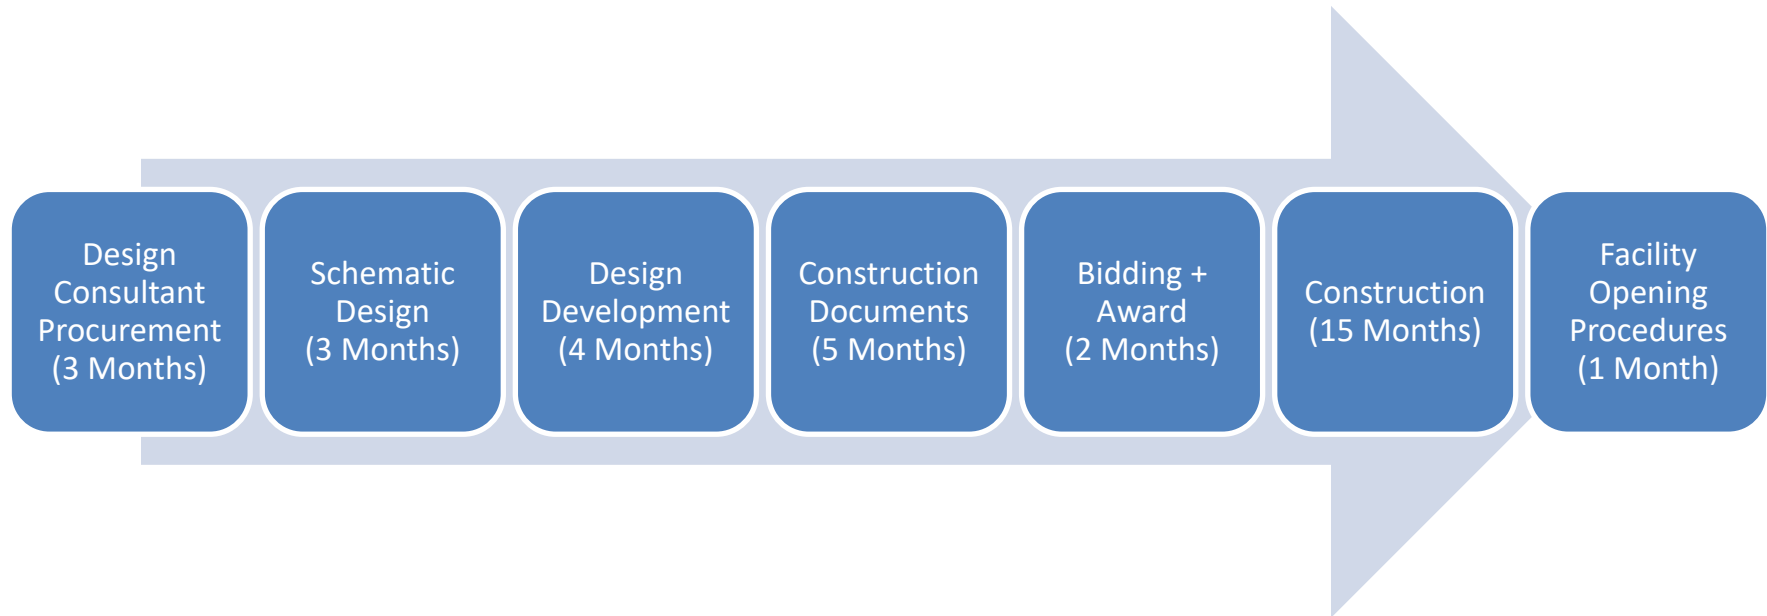 Design
Consultant
Procurement
(3 Months)
Schematic
Design
(3 Months)
Design
Development
(4 Months)
Construction
Documents
(5 Months)
Bidding +
Award
(2 Months)
Construction
(15 Months)
Facility
Opening
Procedures
(1 Month)